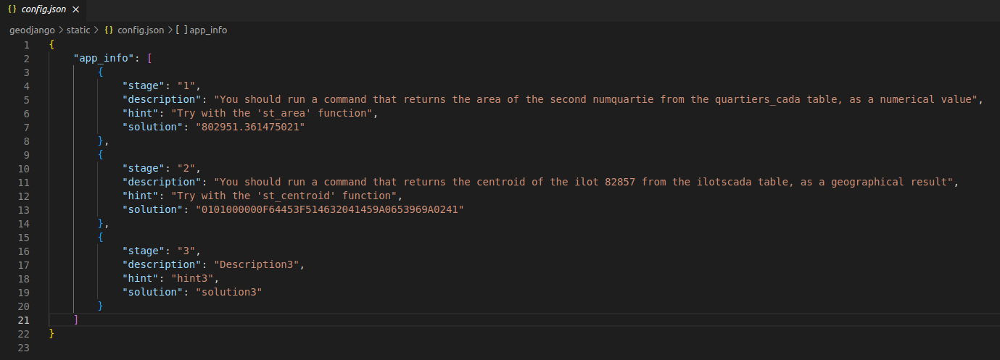 {} config.json ×
geodjango > static > {} config.json > [ ] app_info
1 {
2 "app_info": [
3 {
4 "stage": "1",
5 "description": "You should run a command that returns the area of the second numquartie from the quartiers_cada table, as a numerical value",
6 "hint": "Try with the 'st_area' function",
7 "solution": "802951.361475021"
8 },
9 {
10 "stage": "2",
11 "description": "You should run a command that returns the centroid of the ilot 82857 from the ilotscada table, as a geographical result",
12 "hint": "Try with the 'st_centroid' function",
13 "solution": "0101000000F64453F514632041459A0653969A0241"
14 },
15 {
16 "stage": "3",
17 "description": "Description3",
18 "hint": "hint3",
19 "solution": "solution3"
20 }
21 ]
22 }
23